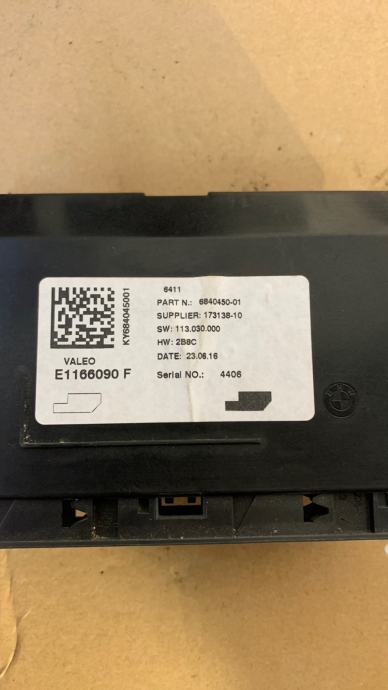 6411
PART N.: 6840450-01
SUPPLIER: 173138-10
SW: 113.030.000
HW: 2B8C
DATE: 23.06.16
Serial NO.: 4406
KY684045001
VALEO
E1166090 F